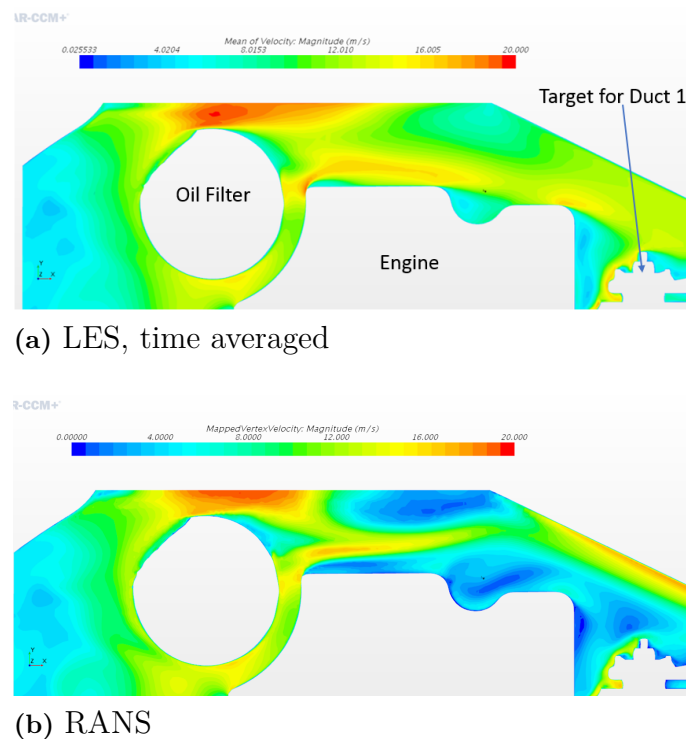 AR-CCM+
Mean of Velocity: Magnitude (m/s)
0.025533 4.0204 8.0153 12.010 16.005 20.000
Target for Duct 1
Oil Filter
Engine
Y
Z X
(a) LES, time averaged
R-CCM+
MappedVertexVelocity: Magnitude (m/s)
0.00000 4.0000 8.0000 12.000 16.000 20.000
Y
Z X
(b) RANS